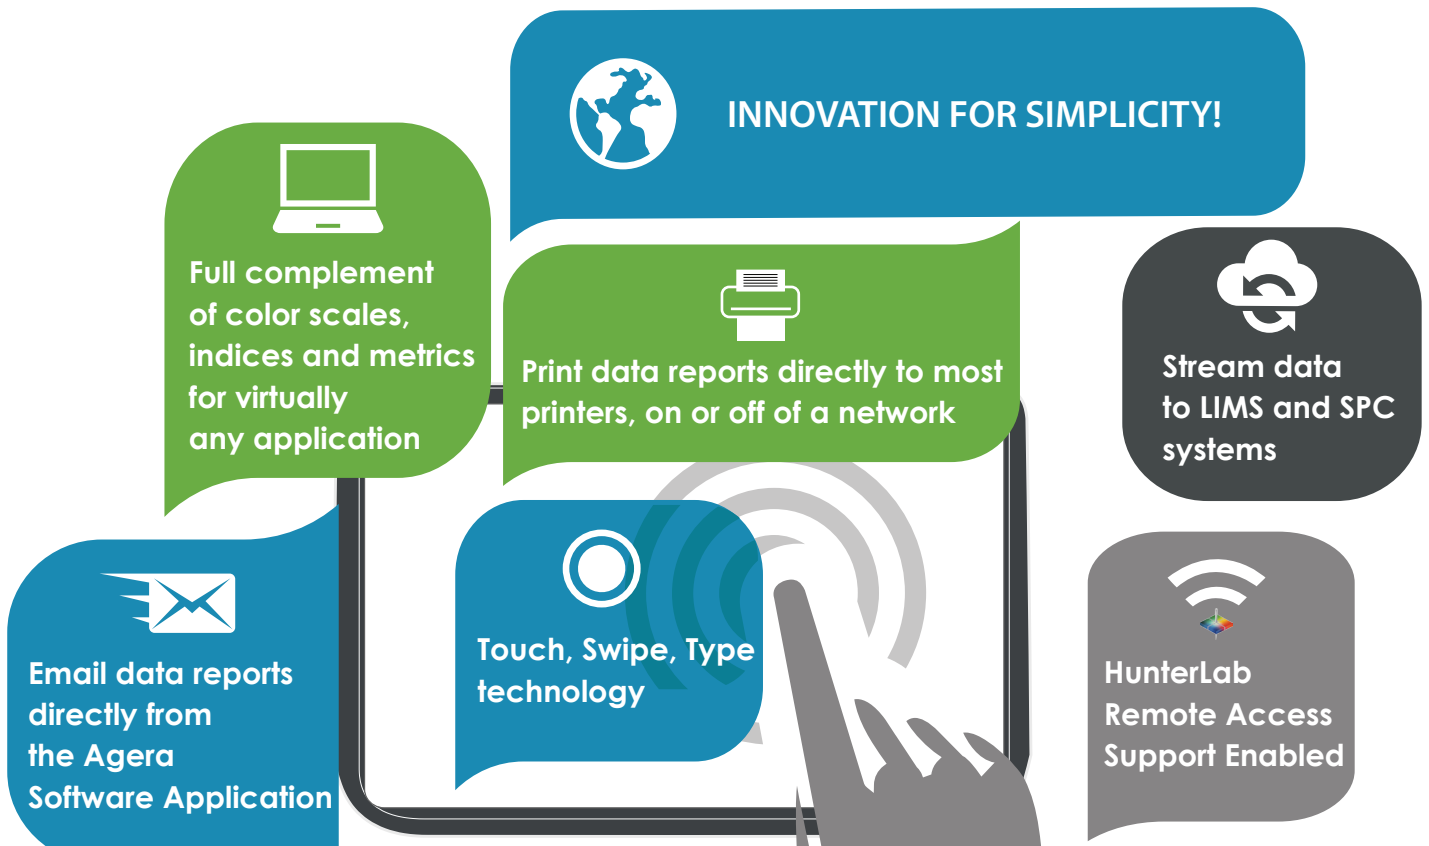 INNOVATION FOR SIMPLICITY!
Full complement
of color scales,
indices and metrics
for virtually
any application
Print data reports directly to most
printers, on or off of a network
Stream data
to LIMS and SPC
systems
Email data reports
directly from
the Agera
Software Application
Touch, Swipe, Type
technology
HunterLab
Remote Access
Support Enabled